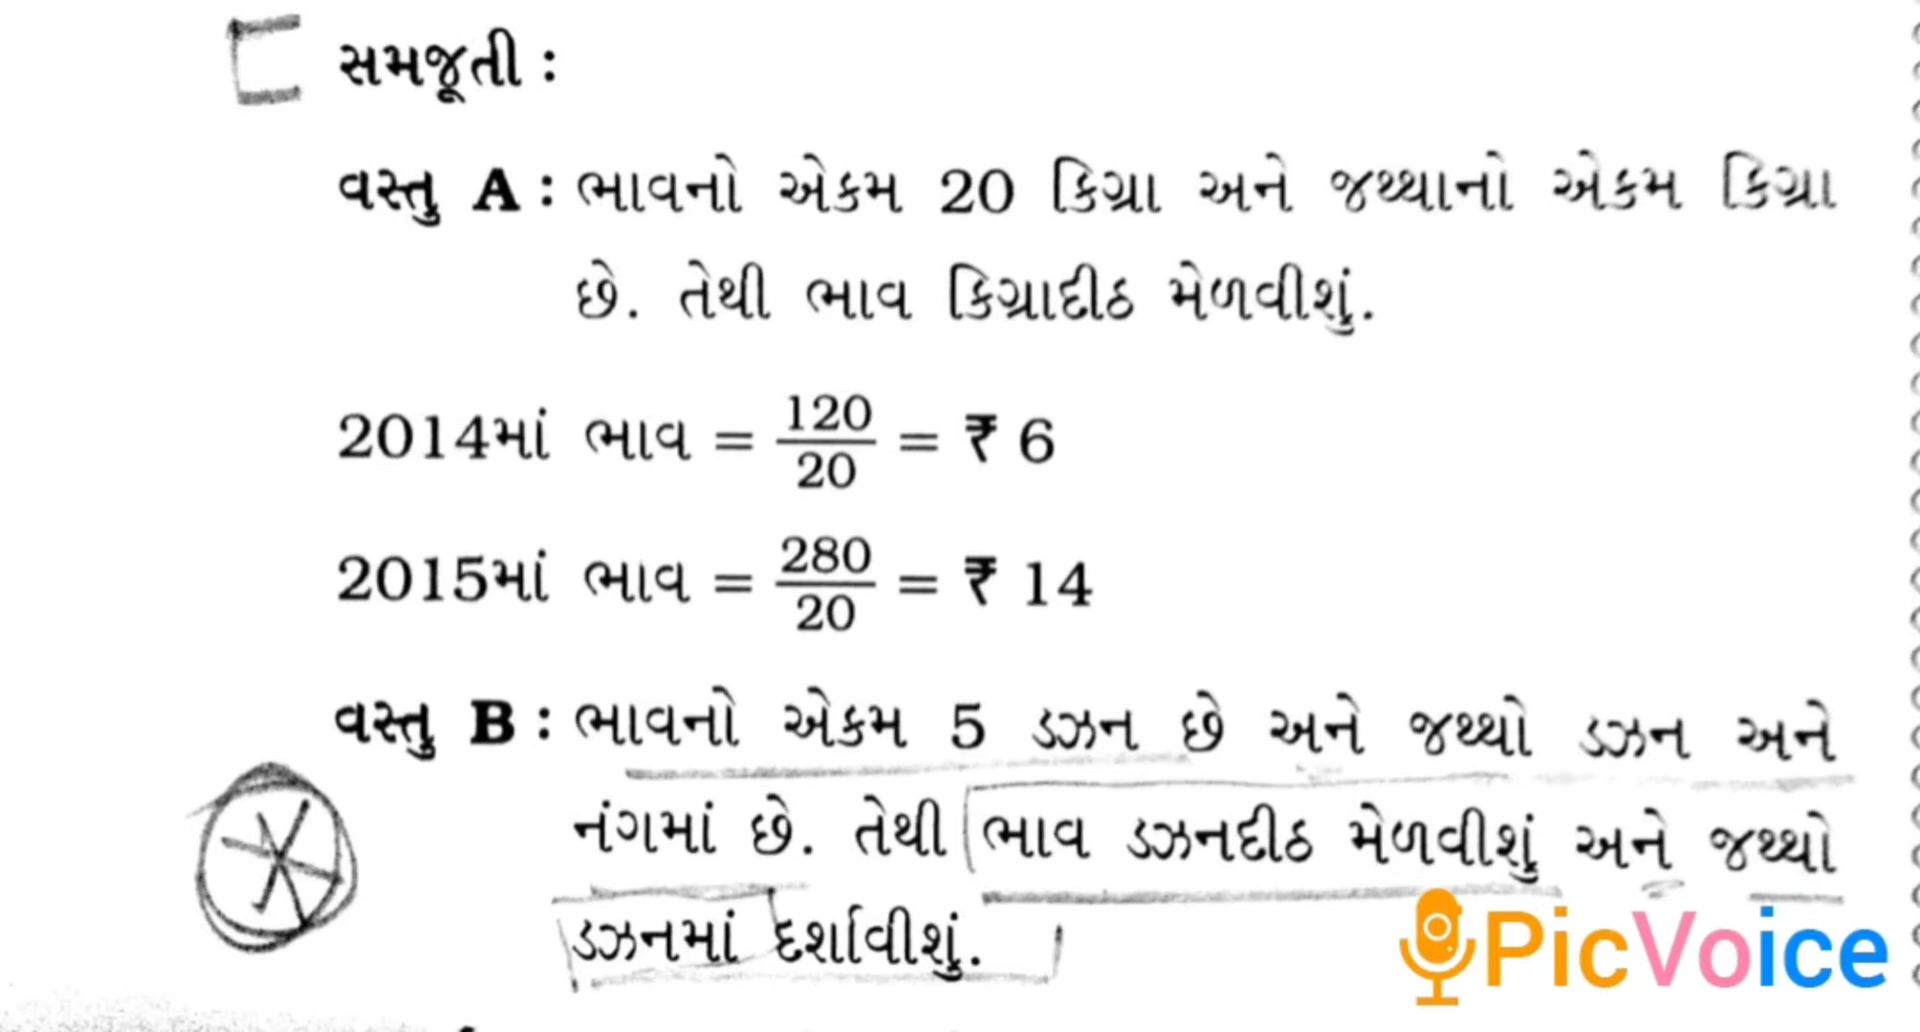 સમજૂતી :
વસ્તુ A : ભાવનો એકમ 20 કિગ્રા અને જથ્થાનો એકમ કિગ્રા
છે. તેથી ભાવ કિગ્રાદીઠ મેળવીશું.
2014માં ભાવ = 120/20 = ₹ 6
2015માં ભાવ = 280/20 = ₹ 14
વસ્તુ B : ભાવનો એકમ 5 ડઝન છે અને જથ્થો ડઝન અને
નંગમાં છે. તેથી ભાવ ડઝનદીઠ મેળવીશું અને જથ્થો
ડઝનમાં દર્શાવીશું.
PicVoice